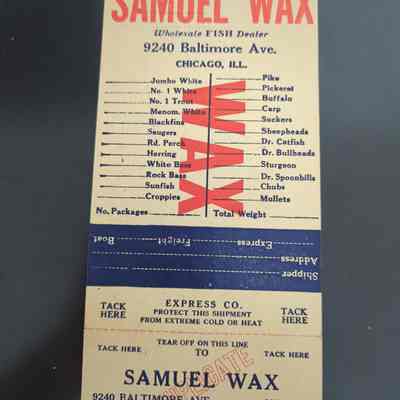 SAMUEL WAX
Wholesale FISH Dealer
9240 Baltimore Ave.
CHICAGO, ILL.
Jumbo White
No. 1 White
No. 1 Trout
Menom. White
Blackfins
Saugers
Rd. Perch
Herring
White Bass
Rock Bass
Sunfish
Croppies
No. Packages
WAX
Pike
Pickerel
Buffalo
Carp
Suckers
Sheepheads
Dr. Catfish
Dr. Bullheads
Sturgeon
Dr. Spoonbills
Chubs
Mullets
Total Weight
Shipper
Address
Express Freight Boat
TACK HERE
EXPRESS CO.
PROTECT THIS SHIPMENT
FROM EXTREME COLD OR HEAT
TACK HERE
TACK HERE
TEAR OFF ON THIS LINE
TO
TACK HERE
SAMUEL WAX
9240 BALTIMORE AVE.